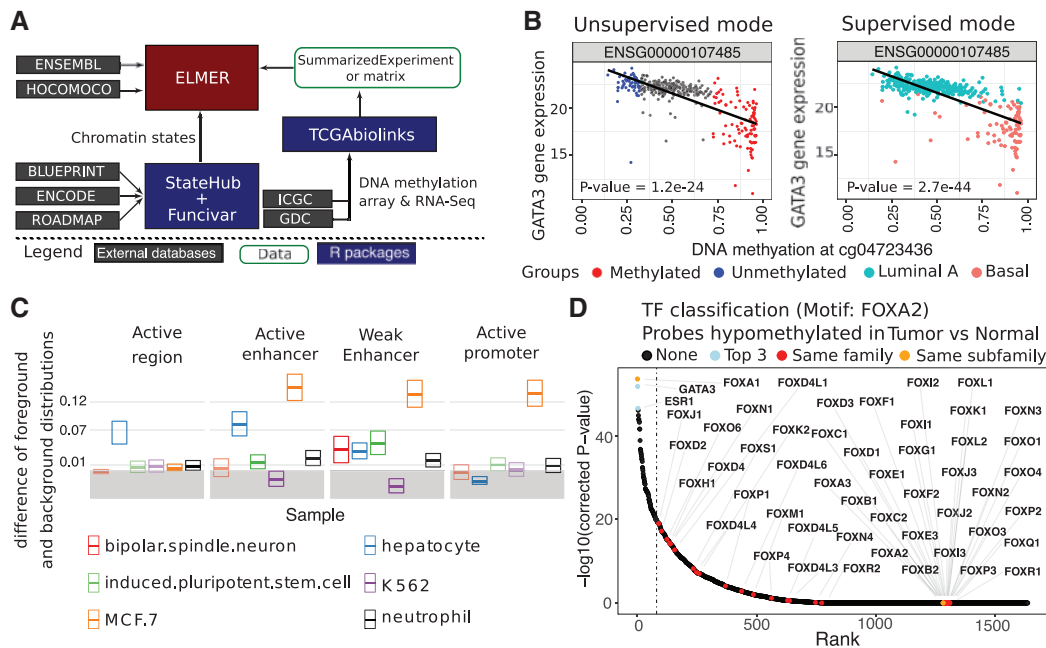 A
ENSEMBL
HOCOMOCO
ELMER
SummarizedExperiment
or matrix
Chromatin states
TCGAbiolinks
BLUEPRINT
ENCODE
ROADMAP
StateHub
+
Funcivar
ICGC
GDC
DNA methylation
array & RNA-Seq
Legend
External databases
Data
R packages
B
Unsupervised mode
Supervised mode
ENSG00000107485
ENSG00000107485
GATA3 gene expression
20
15
P-value = 1.2e-24
0.00
0.25
0.50
0.75
1.00
GATA3 gene expression
20
15
P-value = 2.7e-44
0.00
0.25
0.50
0.75
1.00
DNA methyation at cg04723436
Groups
Methylated
Unmethylated
Luminal A
Basal
C
difference of foreground
and background distributions
Active
region
Active
enhancer
Weak
Enhancer
Active
promoter
0.12
0.07
0.01
Sample
bipolar.spindle.neuron
hepatocyte
induced.pluripotent.stem.cell
K562
MCF.7
neutrophil
D
TF classification (Motif: FOXA2)
Probes hypomethylated in Tumor vs Normal
None
Top 3
Same family
Same subfamily
−log10(corrected P-value)
40
20
0
GATA3
FOXA1
FOXD4L1
FOXI2
FOXL1
ESR1
FOXJ1
FOXN1
FOXD3
FOXF1
FOXK1
FOXN3
FOXO6
FOXK2
FOXC1
FOXI1
FOXD2
FOXS1
FOXD1
FOXG1
FOXL2
FOXO1
FOXD4
FOXD4L6
FOXE1
FOXJ3
FOXO4
FOXH1
FOXP1
FOXA3
FOXB1
FOXF2
FOXN2
FOXM1
FOXC2
FOXJ2
FOXP2
FOXD4L4
FOXD4L5
FOXN4
FOXE3
FOXO3
FOXP4
FOXA2
FOXI3
FOXQ1
FOXD4L3
FOXR2
FOXB2
FOXP3
FOXR1
0
500
1000
1500
Rank